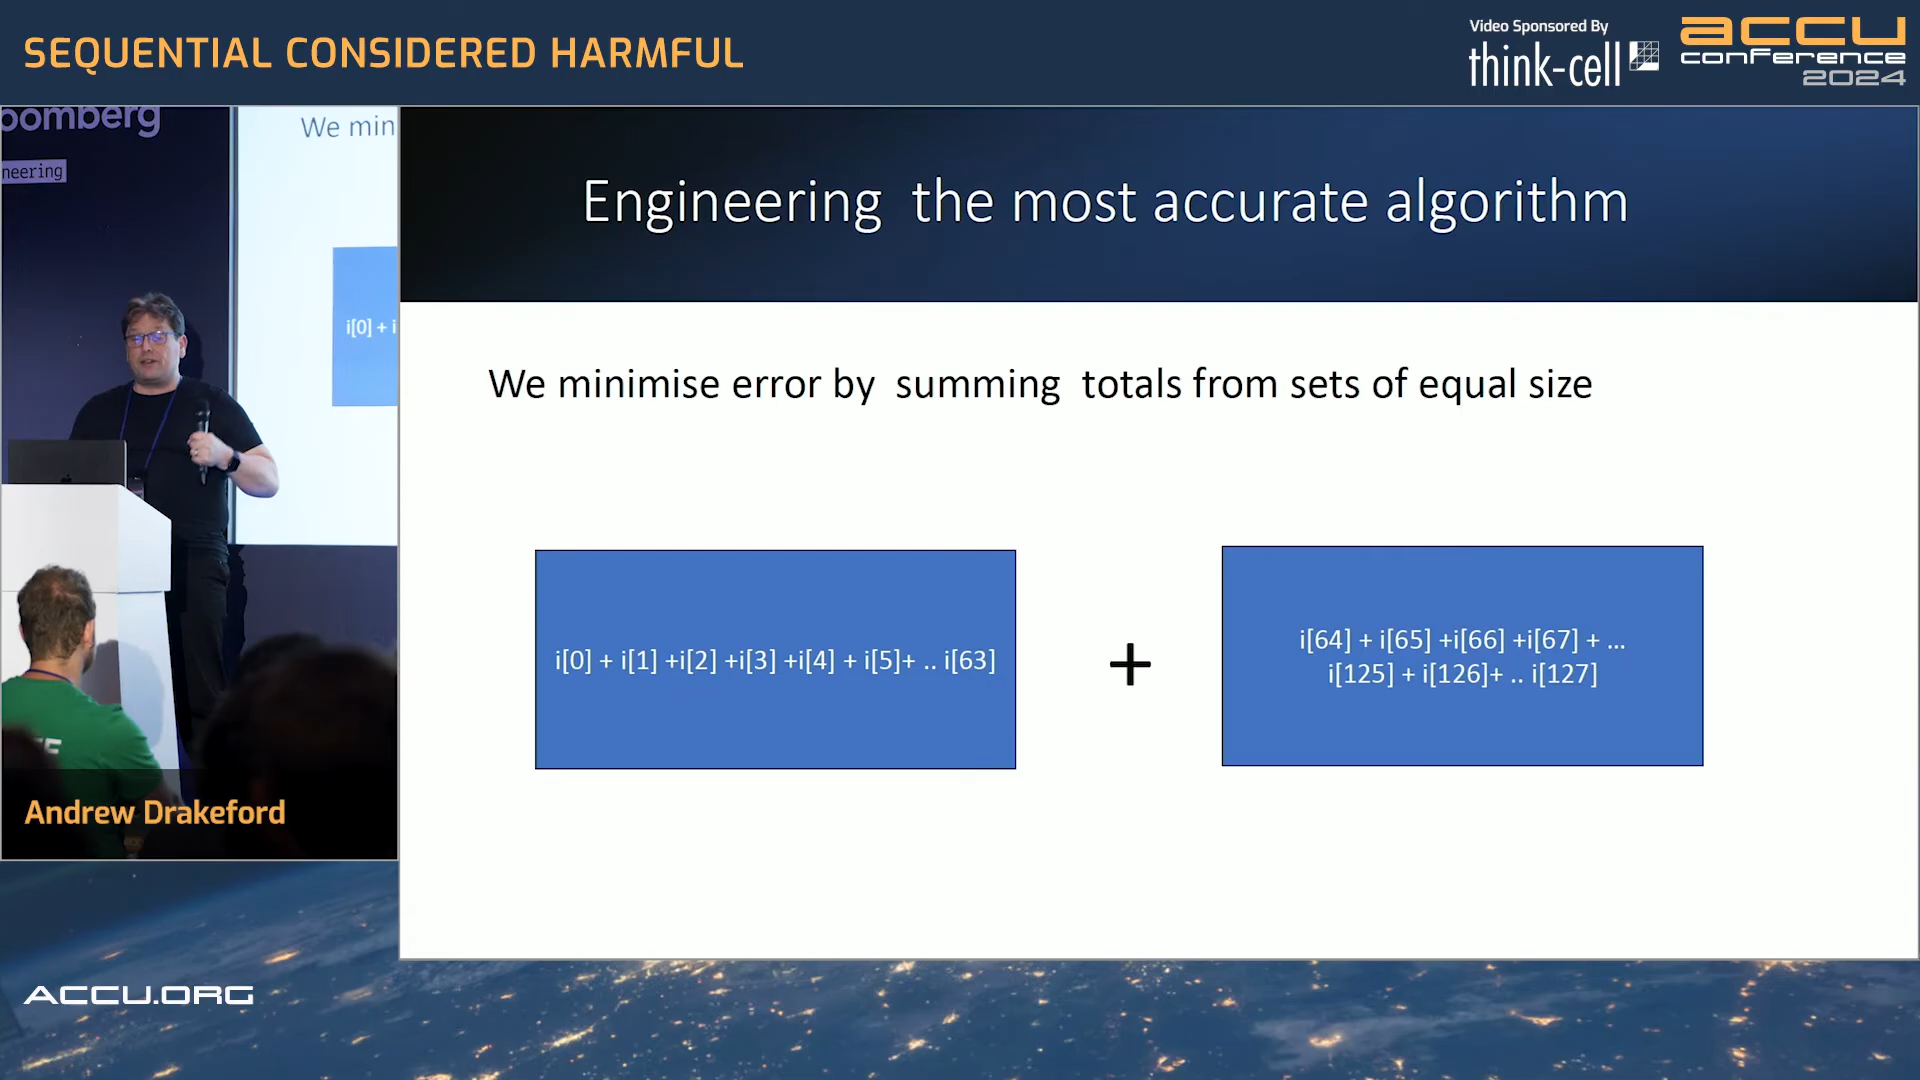 SEQUENTIAL CONSIDERED HARMFUL
Video Sponsored By
think-cell
accu
conference
2024
oomberg
neering
We min
i[0] + i
Engineering the most accurate algorithm
We minimise error by summing totals from sets of equal size
i[0] + i[1] +i[2] +i[3] +i[4] + i[5]+ .. i[63]
+
i[64] + i[65] +i[66] +i[67] + ...
i[125] + i[126]+ .. i[127]
Andrew Drakeford
ACCU.ORG